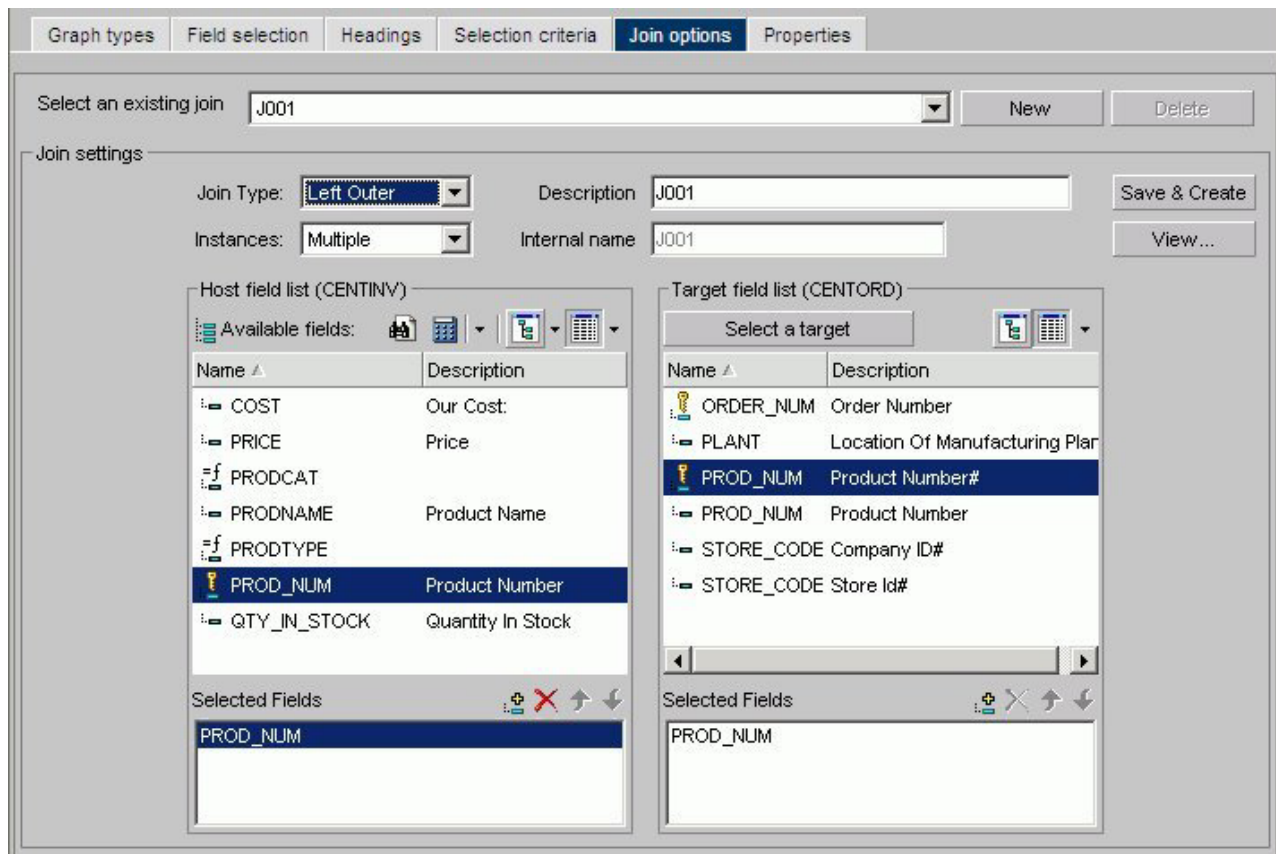 Graph types Field selection Headings Selection criteria Join options Properties
Select an existing join J001 New Delete
Join settings
Join Type: Left Outer Description J001 Save & Create
Instances: Multiple Internal name J001 View...
Host field list (CENTINV)
Available fields:
Name Description
COST Our Cost:
PRICE Price
PRODCAT
PRODNAME Product Name
PRODTYPE
PROD_NUM Product Number
QTY_IN_STOCK Quantity In Stock
Selected Fields
PROD_NUM
Target field list (CENTORD)
Select a target
Name Description
ORDER_NUM Order Number
PLANT Location Of Manufacturing Plar
PROD_NUM Product Number#
PROD_NUM Product Number
STORE_CODE Company ID#
STORE_CODE Store Id#
Selected Fields
PROD_NUM